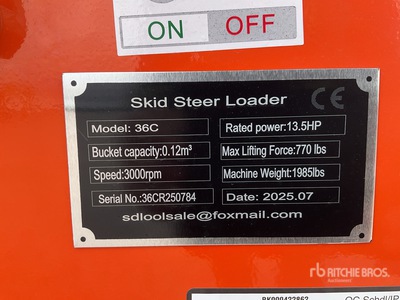 ON OFF
Skid Steer Loader CE
Model: 36C Rated power:13.5HP
Bucket capacity:0.12m³ Max Lifting Force:770 lbs
Speed:3000rpm Machine Weight:1985lbs
Serial No.:36CR250784 Date: 2025.07
sdloolsale@foxmail.com
rb RITCHIE BROS.